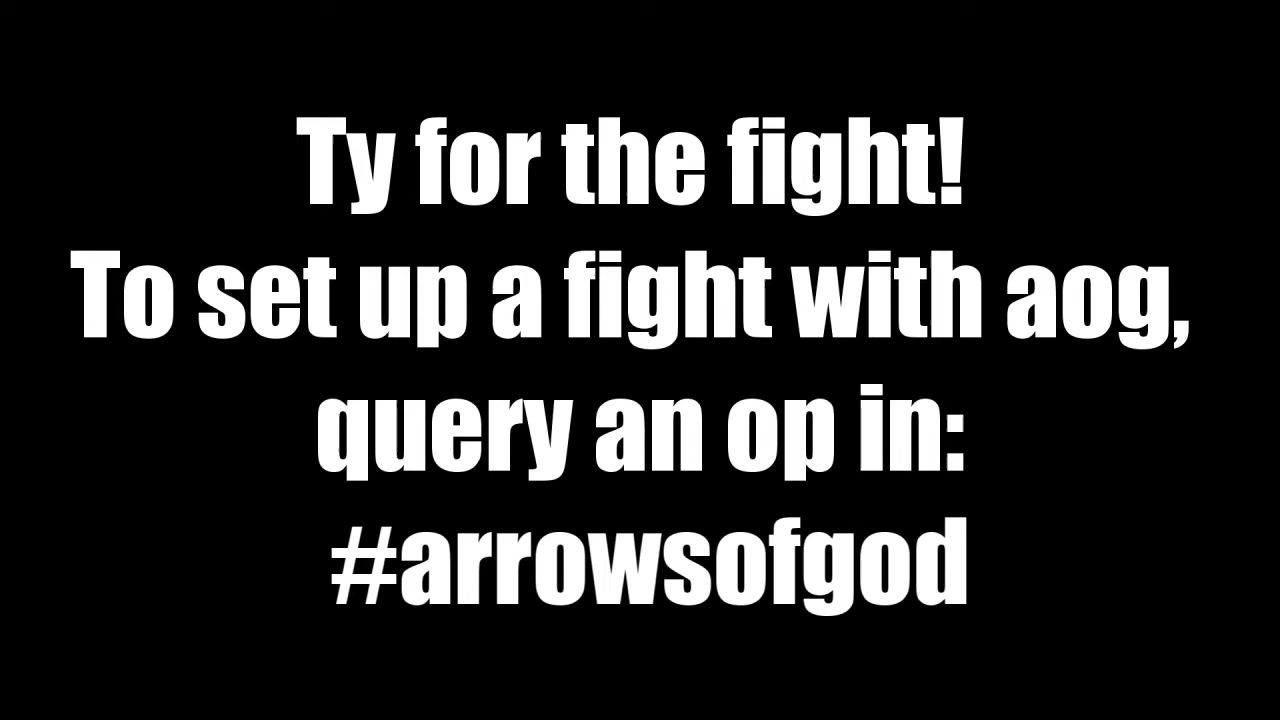 Ty for the fight!
To set up a fight with aog,
query an op in:
#arrowsofgod